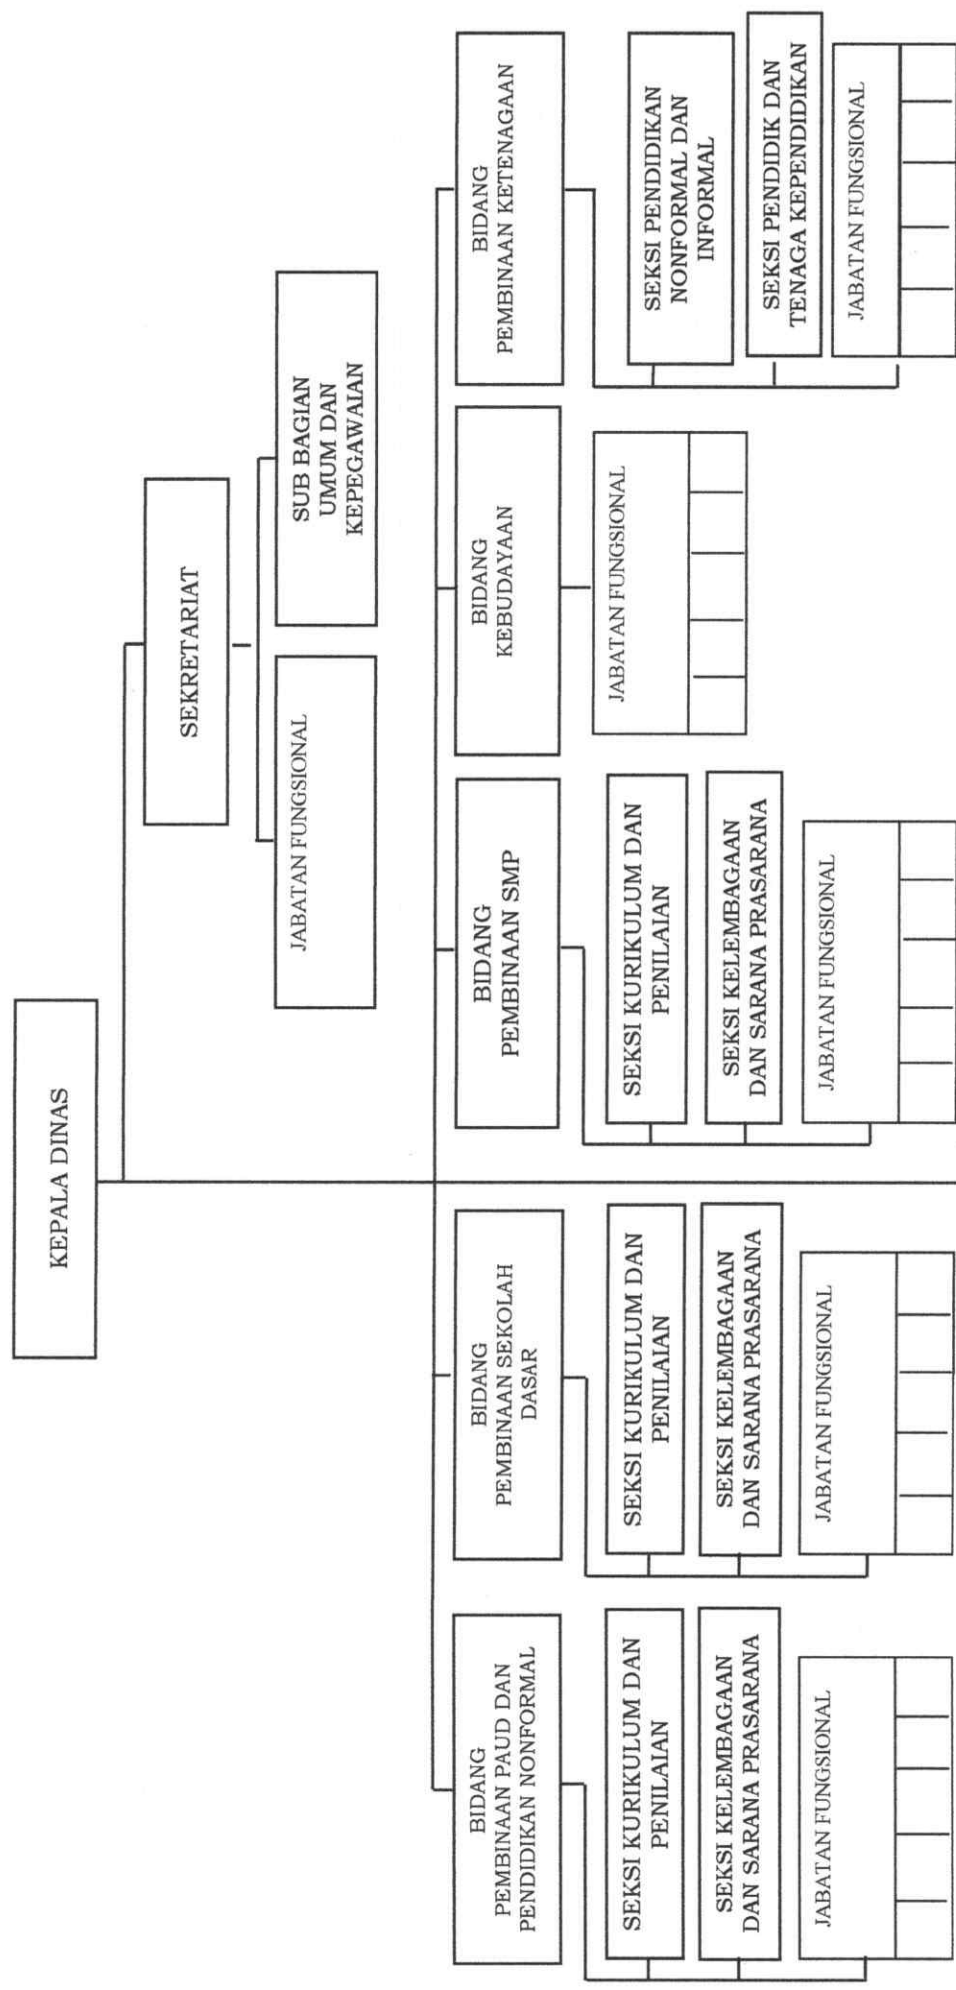 KEPALA DINAS
SEKRETARIAT
JABATAN FUNGSIONAL
SUB BAGIAN
UMUM DAN
KEPEGAWAIAN
BIDANG
PEMBINAAN PAUD DAN
PENDIDIKAN NONFORMAL
SEKSI KURIKULUM DAN
PENILAIAN
SEKSI KELEMBAGAAN
DAN SARANA PRASARANA
JABATAN FUNGSIONAL
BIDANG
PEMBINAAN SEKOLAH
DASAR
SEKSI KURIKULUM DAN
PENILAIAN
SEKSI KELEMBAGAAN
DAN SARANA PRASARANA
JABATAN FUNGSIONAL
BIDANG
PEMBINAAN SMP
SEKSI KURIKULUM DAN
PENILAIAN
SEKSI KELEMBAGAAN
DAN SARANA PRASARANA
JABATAN FUNGSIONAL
BIDANG
KEBUDAYAAN
JABATAN FUNGSIONAL
BIDANG
PEMBINAAN KETENAGAAN
SEKSI PENDIDIKAN
NONFORMAL DAN
INFORMAL
SEKSI PENDIDIK DAN
TENAGA KEPENDIDIKAN
JABATAN FUNGSIONAL